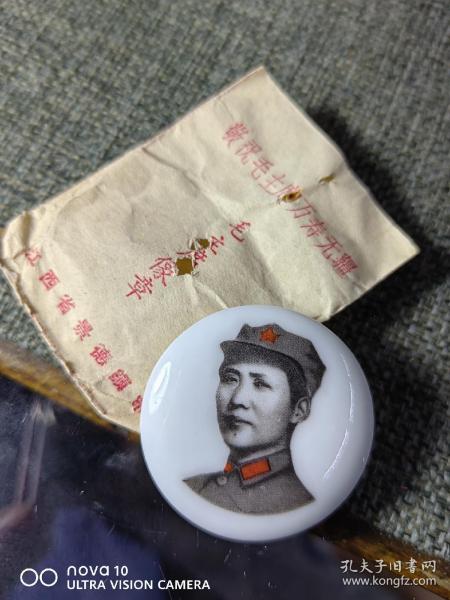 敬祝毛主席万寿无疆
毛主席像章
江西省景德鎮
nova 10
ULTRA VISION CAMERA
孔夫子旧书网
www.kongfz.com